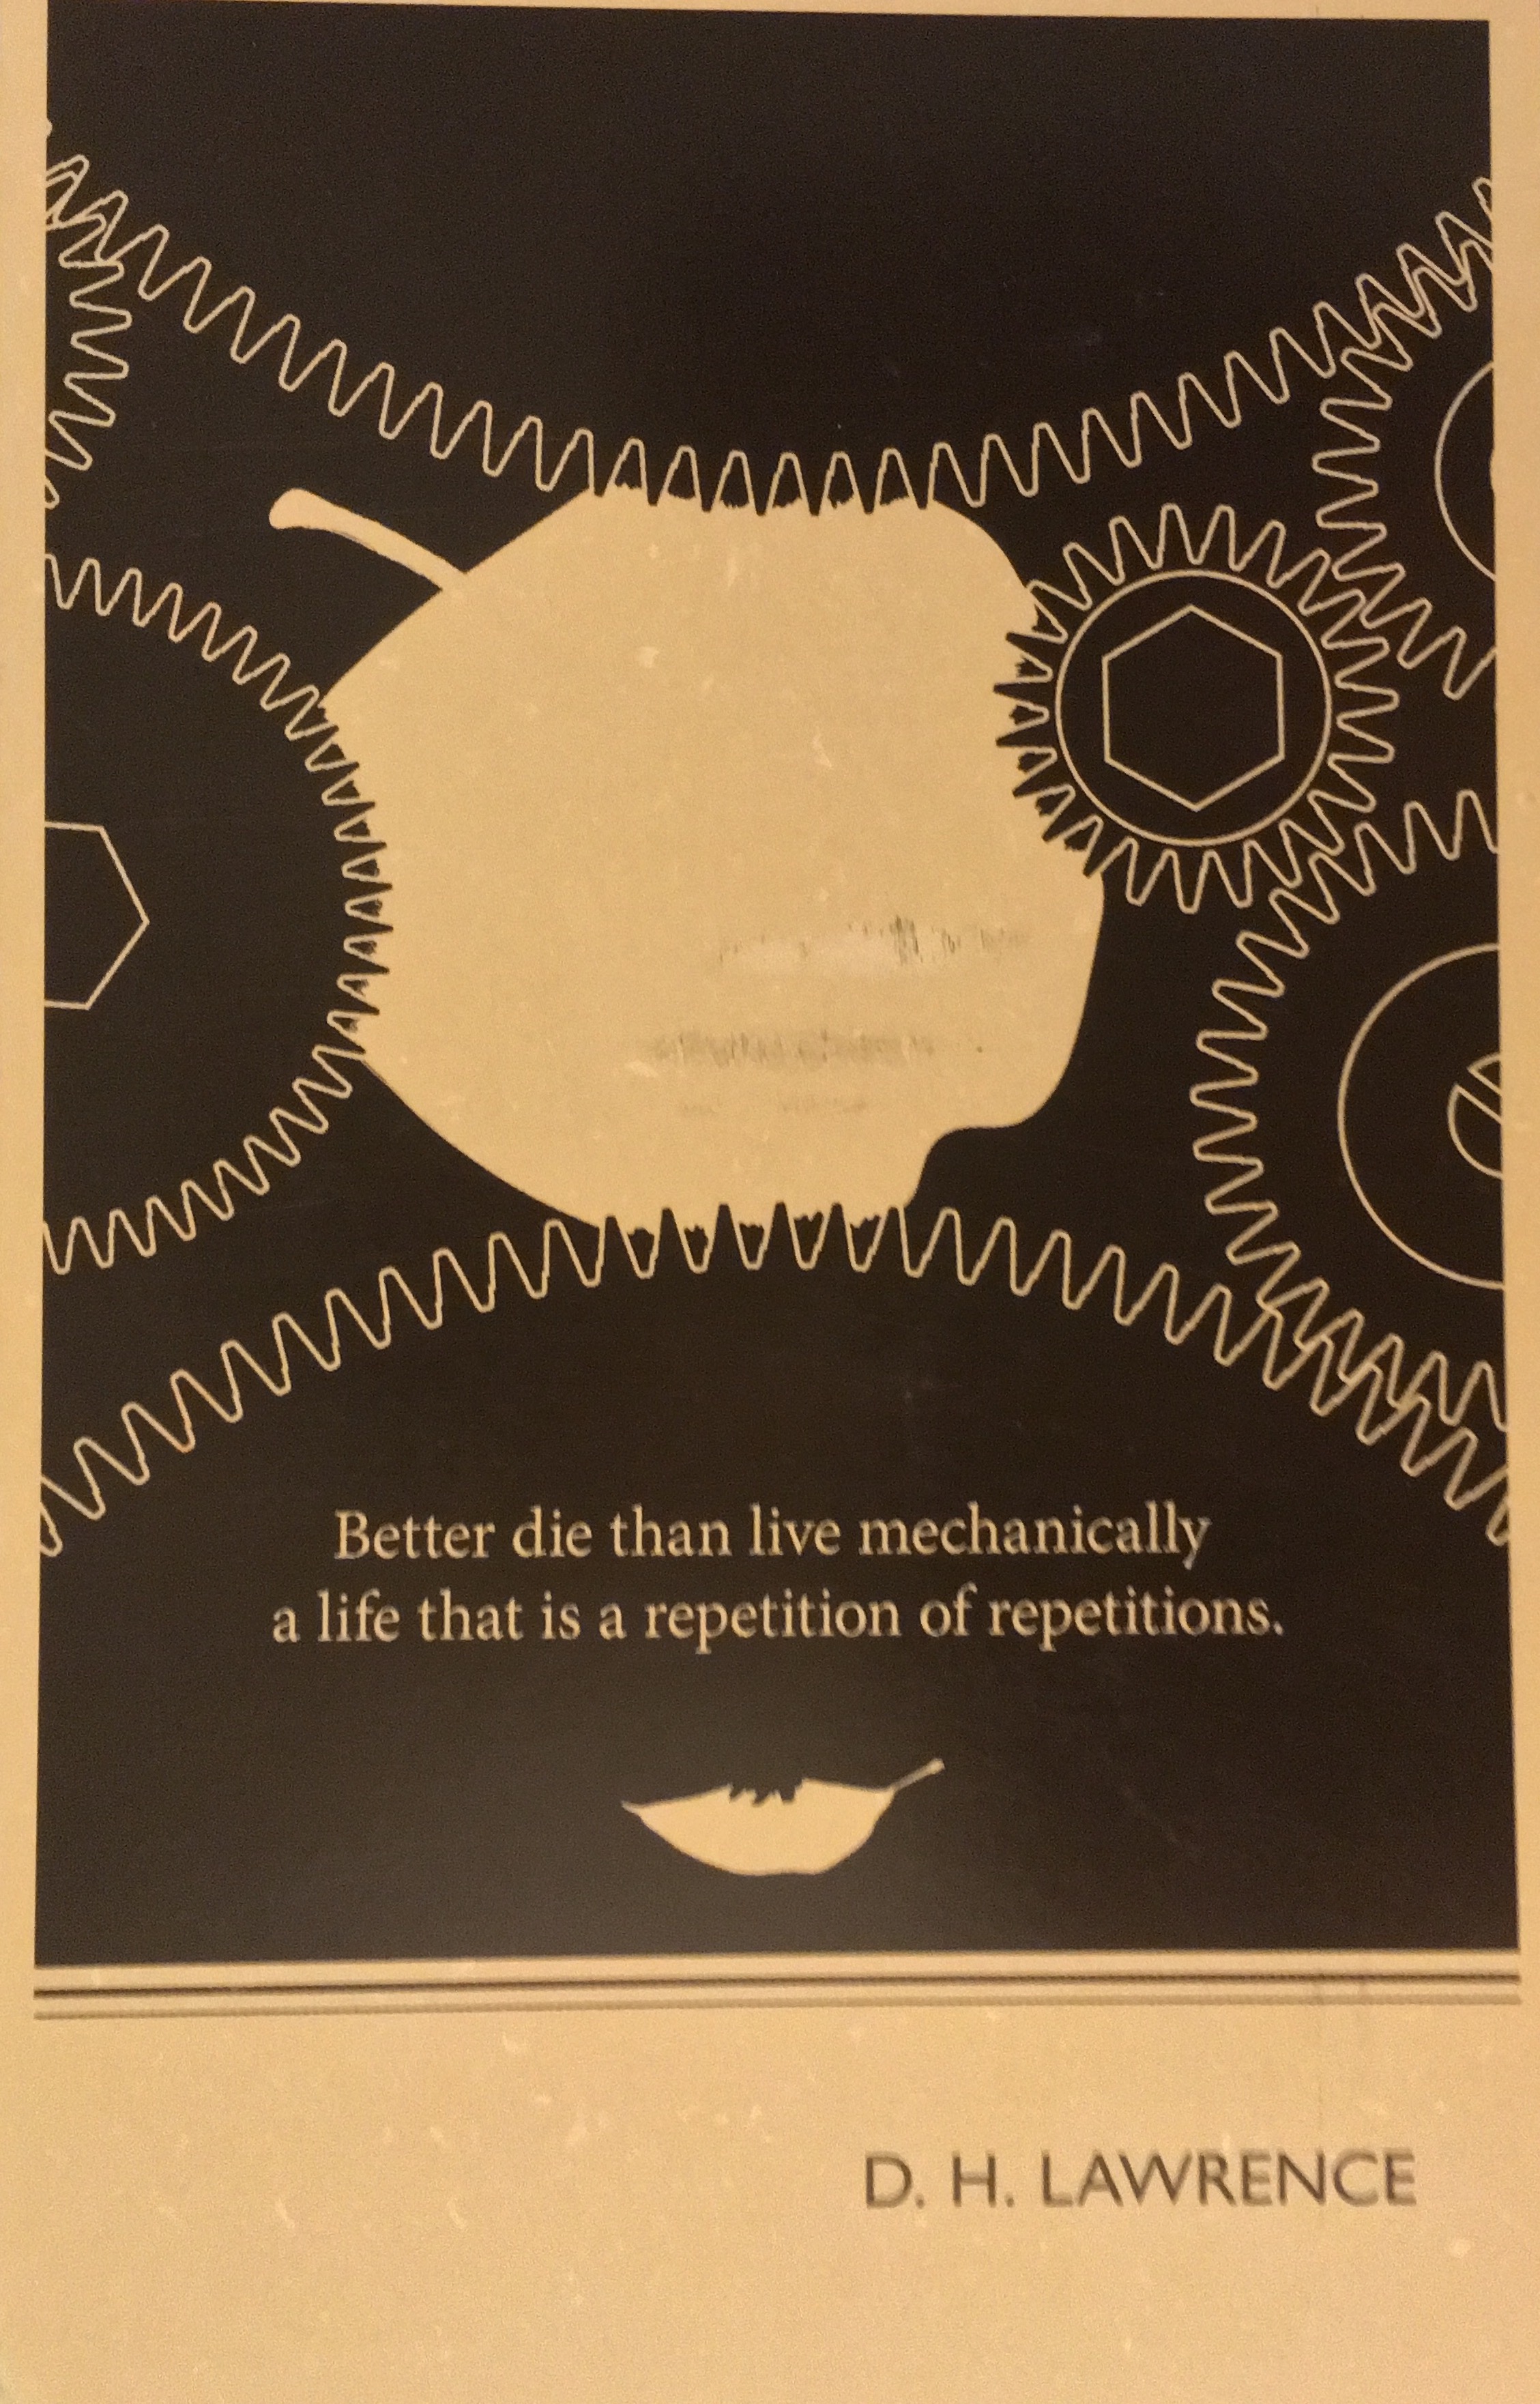 Better die than live mechanically
a life that is a repetition of repetitions.
D. H. LAWRENCE